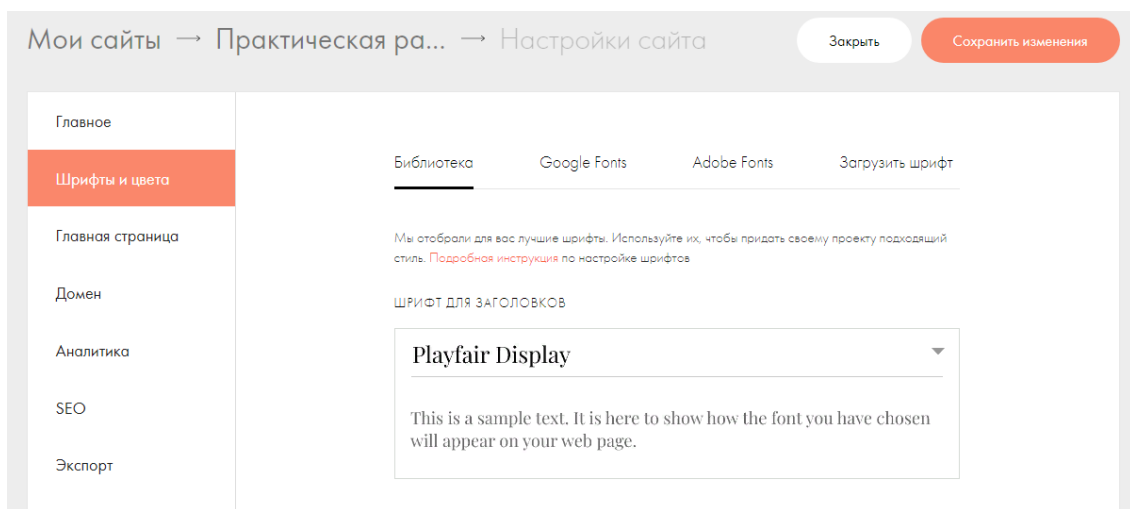 Мои сайты → Практическая ра... → Настройки сайта
Закрыть
Сохранить изменения
Главное
Шрифты и цвета
Главная страница
Домен
Аналитика
SEO
Экспорт
Библиотека
Google Fonts
Adobe Fonts
Загрузить шрифт
Мы отобрали для вас лучшие шрифты. Используйте их, чтобы придать своему проекту подходящий
стиль. Подробная инструкция по настройке шрифтов
ШРИФТ ДЛЯ ЗАГОЛОВКОВ
Playfair Display
This is a sample text. It is here to show how the font you have chosen
will appear on your web page.